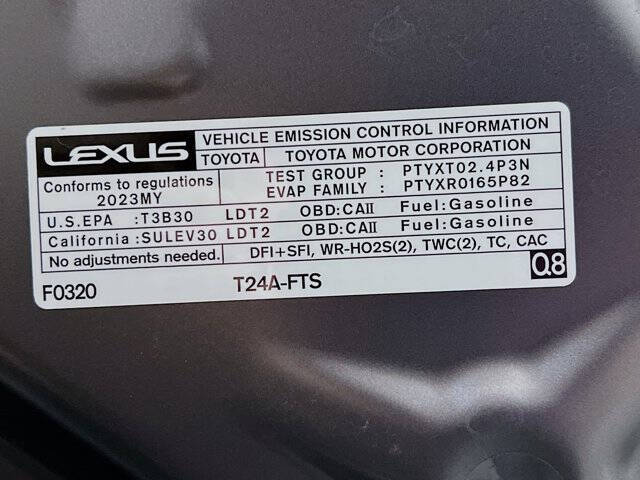 LEXUS VEHICLE EMISSION CONTROL INFORMATION
TOYOTA TOYOTA MOTOR CORPORATION
Conforms to regulations
2023MY
TEST GROUP : PTYXT02.4P3N
EVAP FAMILY : PTYXR0165P82
U.S.EPA :T3B30 LDT2 OBD:CAII Fuel:Gasoline
California :SULEV30 LDT2 OBD:CAII Fuel:Gasoline
No adjustments needed. DFI+SFI, WR-HO2S(2), TWC(2), TC, CAC
F0320 T24A-FTS Q8